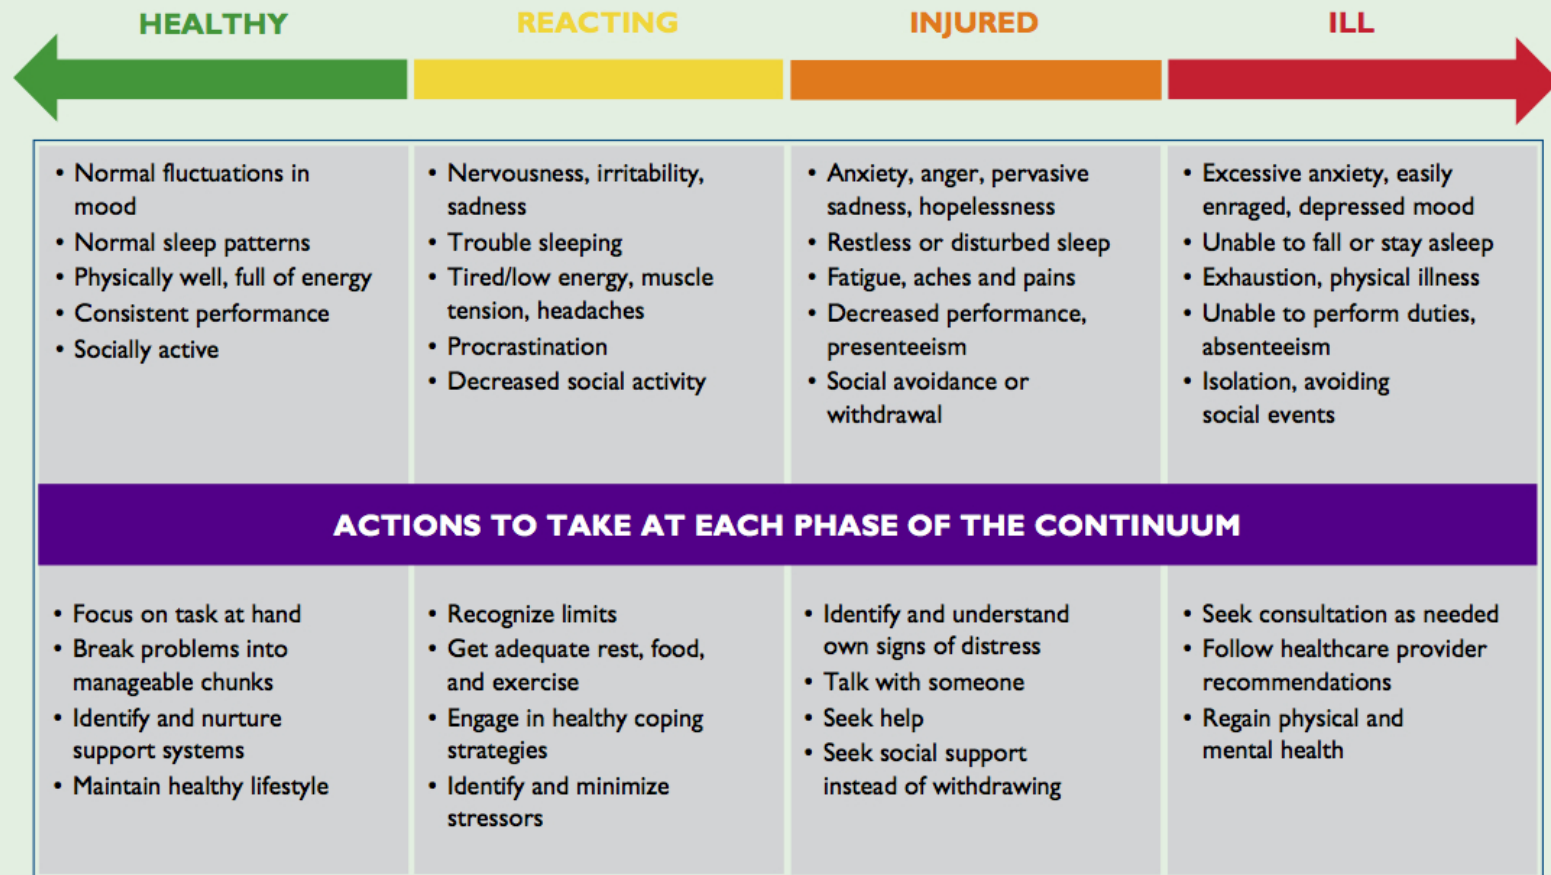 HEALTHY
REACTING
INJURED
ILL
• Normal fluctuations in
mood
• Normal sleep patterns
• Physically well, full of energy
• Consistent performance
• Socially active
• Nervousness, irritability,
sadness
• Trouble sleeping
• Tired/low energy, muscle
tension, headaches
• Procrastination
• Decreased social activity
• Anxiety, anger, pervasive
sadness, hopelessness
• Restless or disturbed sleep
• Fatigue, aches and pains
• Decreased performance,
presenteeism
• Social avoidance or
withdrawal
• Excessive anxiety, easily
enraged, depressed mood
• Unable to fall or stay asleep
• Exhaustion, physical illness
• Unable to perform duties,
absenteeism
• Isolation, avoiding
social events
ACTIONS TO TAKE AT EACH PHASE OF THE CONTINUUM
• Focus on task at hand
• Break problems into
manageable chunks
• Identify and nurture
support systems
• Maintain healthy lifestyle
• Recognize limits
• Get adequate rest, food,
and exercise
• Engage in healthy coping
strategies
• Identify and minimize
stressors
• Identify and understand
own signs of distress
• Talk with someone
• Seek help
• Seek social support
instead of withdrawing
• Seek consultation as needed
• Follow healthcare provider
recommendations
• Regain physical and
mental health